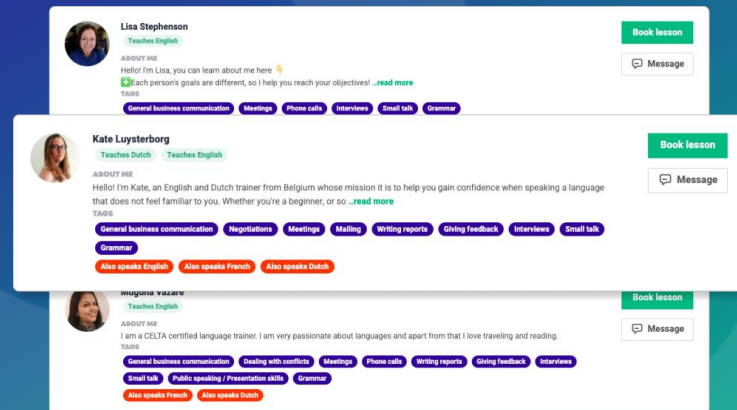 Lisa Stephenson
Teaches English
ABOUT ME
Hello! I'm Lisa, you can learn about me here 👇
➕Each person's goals are different, so I help you reach your objectives! ...read more
TAGS
General business communication Meetings Phone calls Interviews Small talk Grammar
Book lesson
Message
Kate Luysterborg
Teaches Dutch Teaches English
ABOUT ME
Hello! I'm Kate, an English and Dutch trainer from Belgium whose mission it is to help you gain confidence when speaking a language
that does not feel familiar to you. Whether you're a beginner, or so ...read more
TAGS
General business communication Negotiations Meetings Mailing Writing reports Giving feedback Interviews Small talk
Grammar
Also speaks English Also speaks French Also speaks Dutch
Book lesson
Message
Vazare
Teaches English
ABOUT ME
I am a CELTA certified language trainer. I am very passionate about languages and apart from that I love traveling and reading.
TAGS
General business communication Dealing with conflicts Meetings Phone calls Writing reports Giving feedback Interviews
Small talk Public speaking / Presentation skills Grammar
Also speaks French Also speaks Dutch
Book lesson
Message